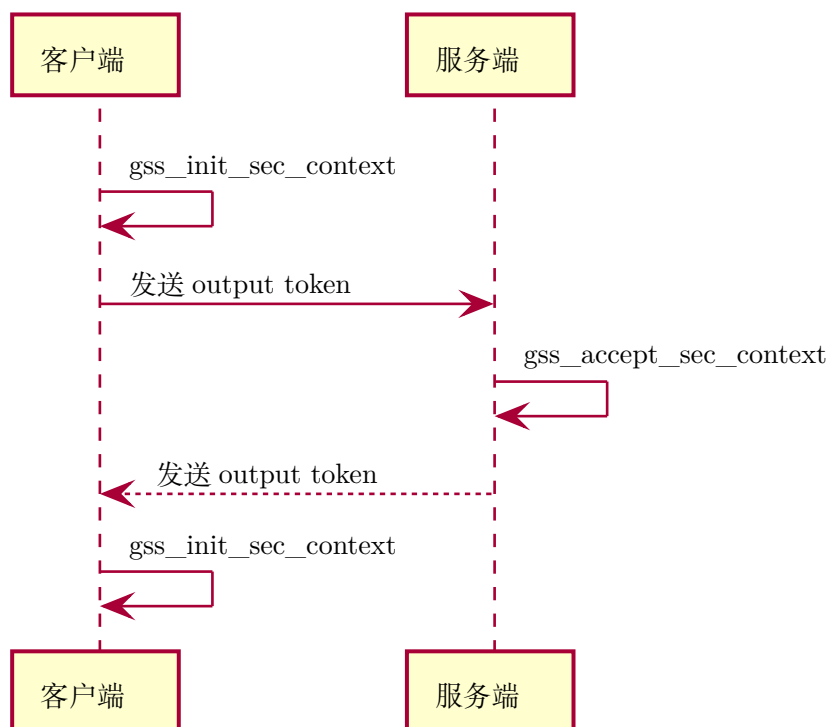 客户端
服务端
gss_init_sec_context
发送 output token
gss_accept_sec_context
发送 output token
gss_init_sec_context
客户端
服务端